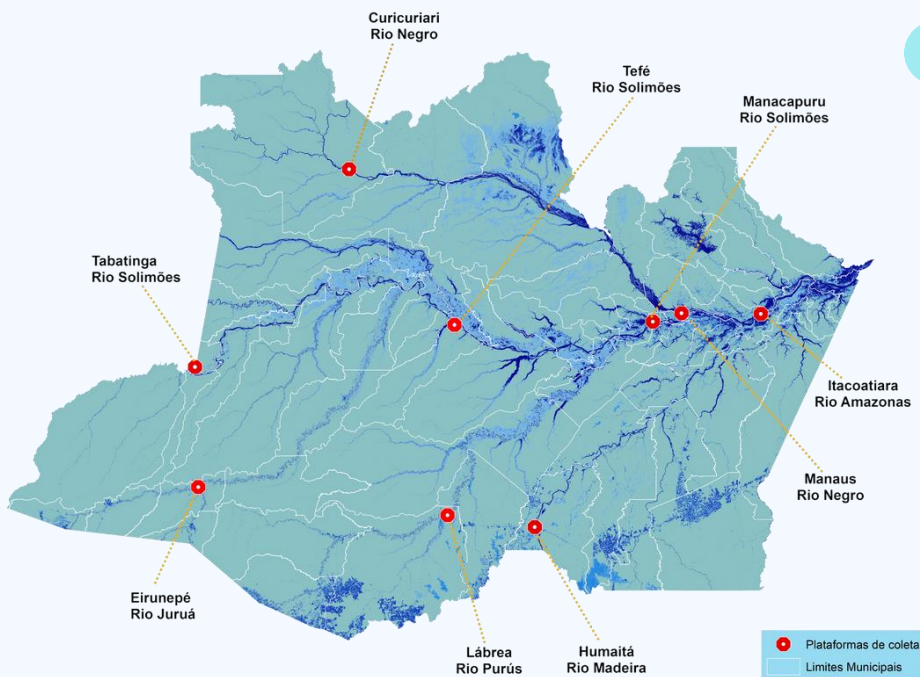 Curicuriari
Rio Negro
Tefé
Rio Solimões
Manacapuru
Rio Solimões
Tabatinga
Rio Solimões
Itacoatiara
Rio Amazonas
Manaus
Rio Negro
Eirunepé
Rio Juruá
Lábrea
Rio Purús
Humaitá
Rio Madeira
Plataformas de coleta
Limites Municipais